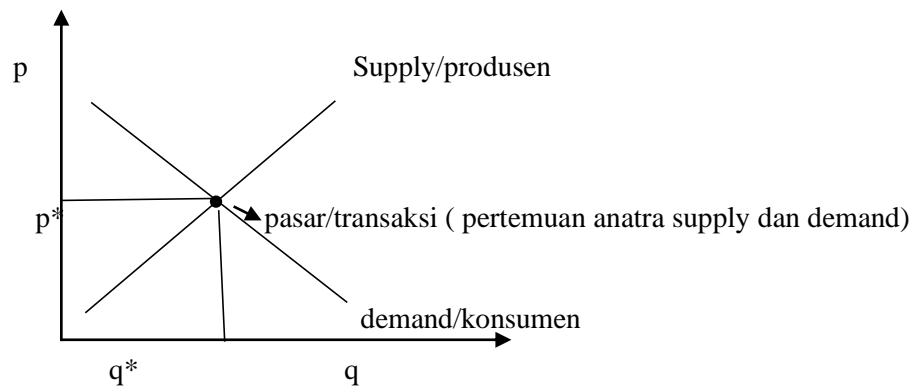 p
Supply/produsen
p*
pasar/transaksi ( pertemuan anatra supply dan demand)
demand/konsumen
q*
q